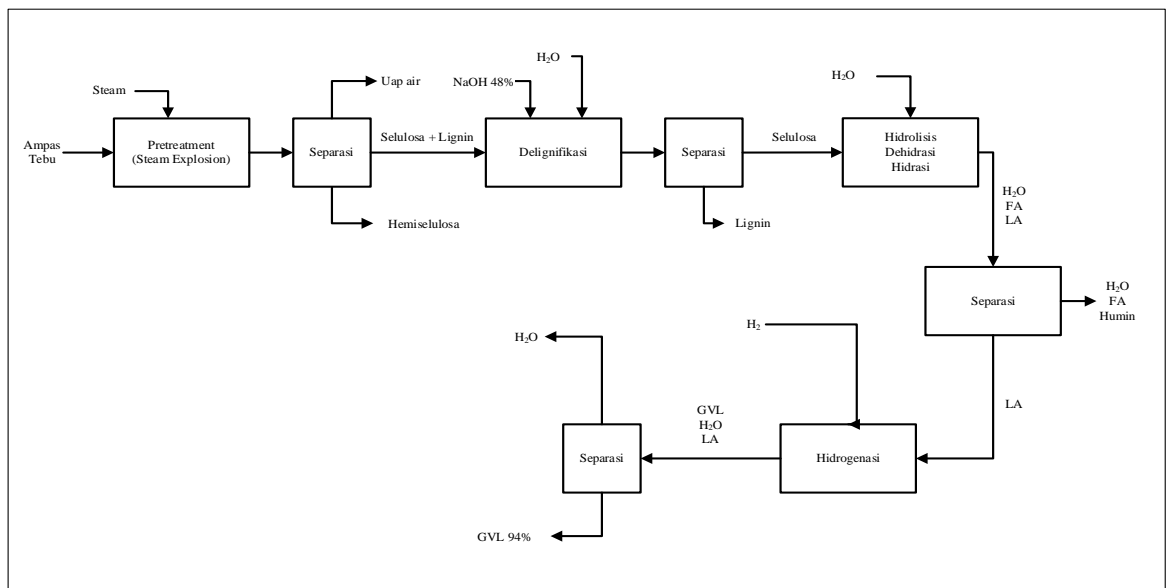 H₂O
Uap air
NaOH 48%
Steam
H₂O
Ampas
Tebu
Pretreatment
(Steam Explosion)
Separasi
Selulosa + Lignin
Delignifikasi
Separasi
Selulosa
Hidrolisis
Dehidrasi
Hidrasi
Hemiselulosa
Lignin
H₂O
FA
LA
Separasi
H₂O
FA
Humin
H₂
H₂O
LA
GVL
H₂O
LA
Separasi
Hidrogenasi
GVL 94%